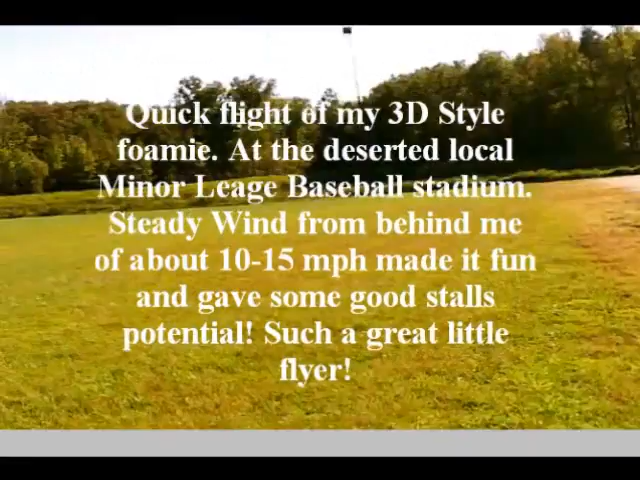 Quick flight of my 3D Style
foamie. At the deserted local
Minor Leage Baseball stadium.
Steady Wind from behind me
of about 10-15 mph made it fun
and gave some good stalls
potential! Such a great little
flyer!